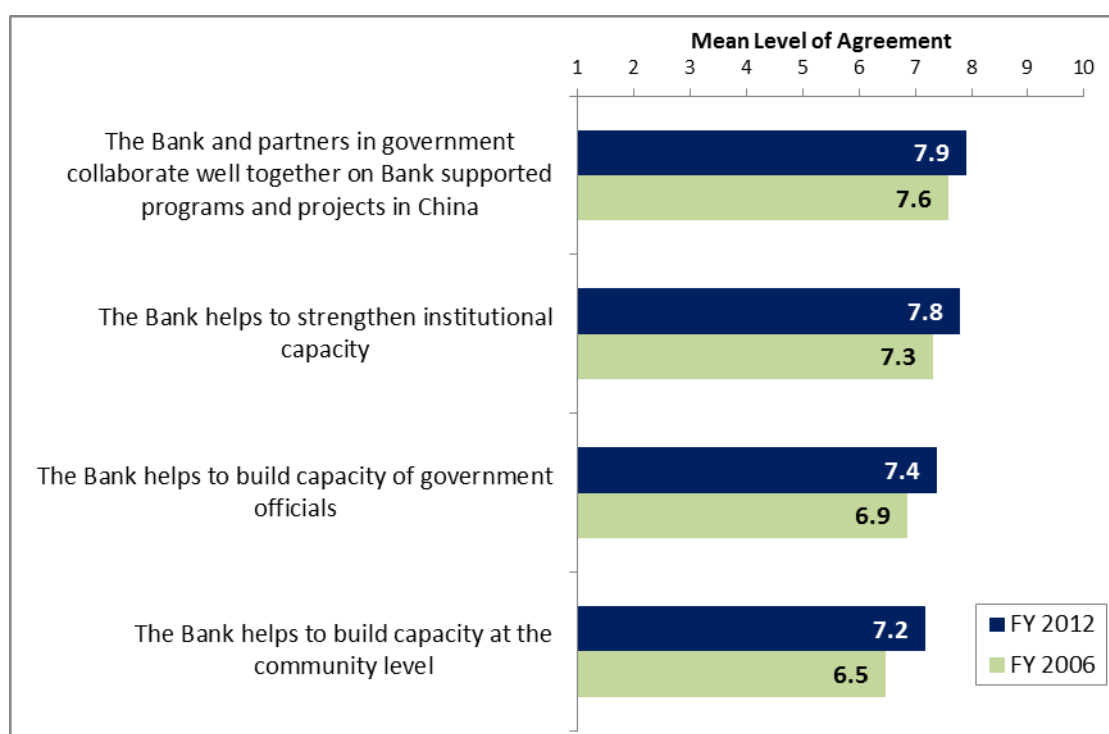 Mean Level of Agreement
1 2 3 4 5 6 7 8 9 10
The Bank and partners in government
collaborate well together on Bank supported
programs and projects in China
7.9
7.6
The Bank helps to strengthen institutional
capacity
7.8
7.3
The Bank helps to build capacity of government
officials
7.4
6.9
The Bank helps to build capacity at the
community level
7.2
6.5
FY 2012
FY 2006